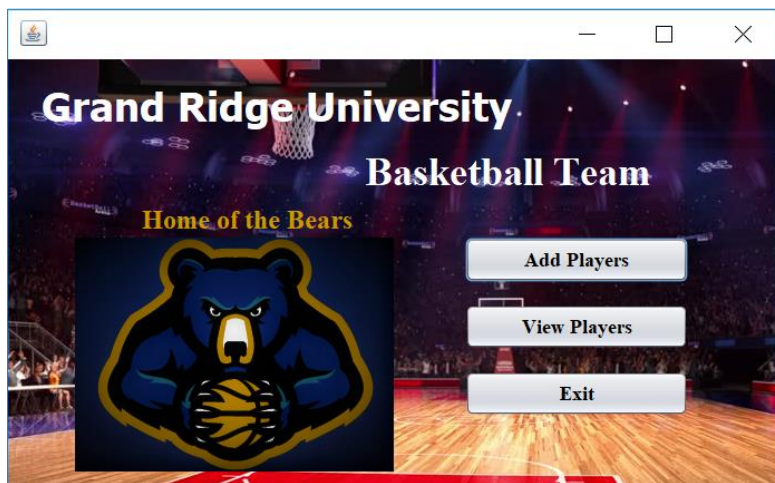 Grand Ridge University
Basketball Team
Home of the Bears
Add Players
View Players
Exit